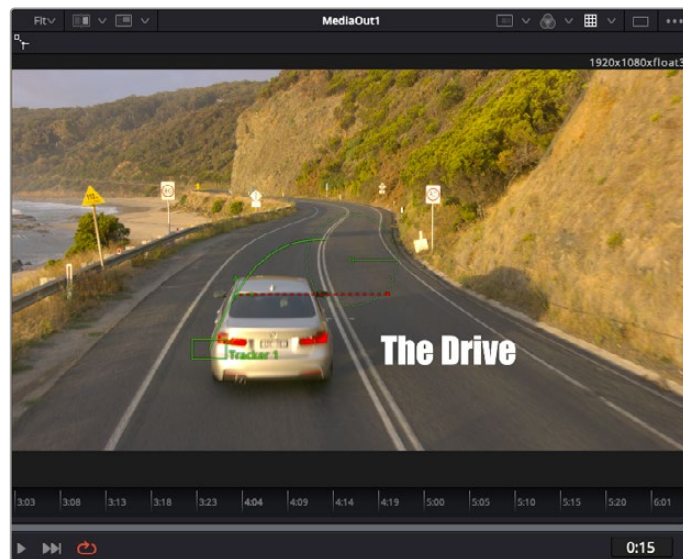 Fit MediaOut1
1920x1080xfloat3
Tracker 1
The Drive
3:03 3:08 3:13 3:18 3:23 4:04 4:09 4:14 4:19 5:00 5:05 5:10 5:15 5:20 6:01
0:15